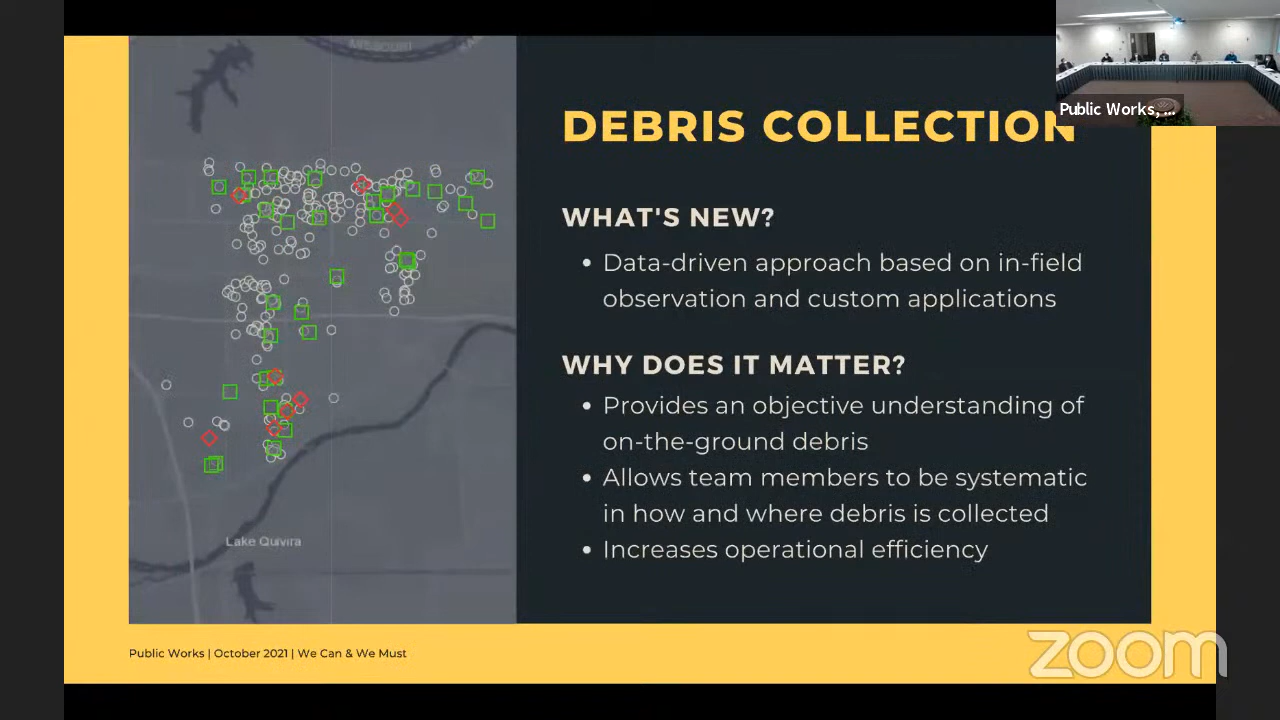 Missouri
DEBRIS COLLECTION
Public Works, ...
WHAT'S NEW?
• Data-driven approach based on in-field
observation and custom applications
WHY DOES IT MATTER?
• Provides an objective understanding of
on-the-ground debris
• Allows team members to be systematic
in how and where debris is collected
• Increases operational efficiency
Lake Quivira
Public Works | October 2021 | We Can & We Must
zoom